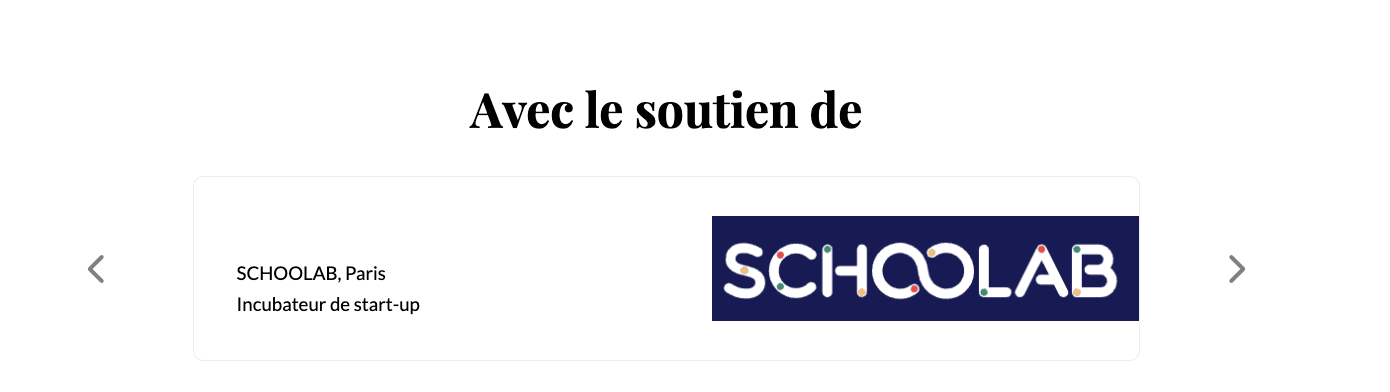 Avec le soutien de
SCHOOLAB, Paris
Incubateur de start-up
SCHOOLAB